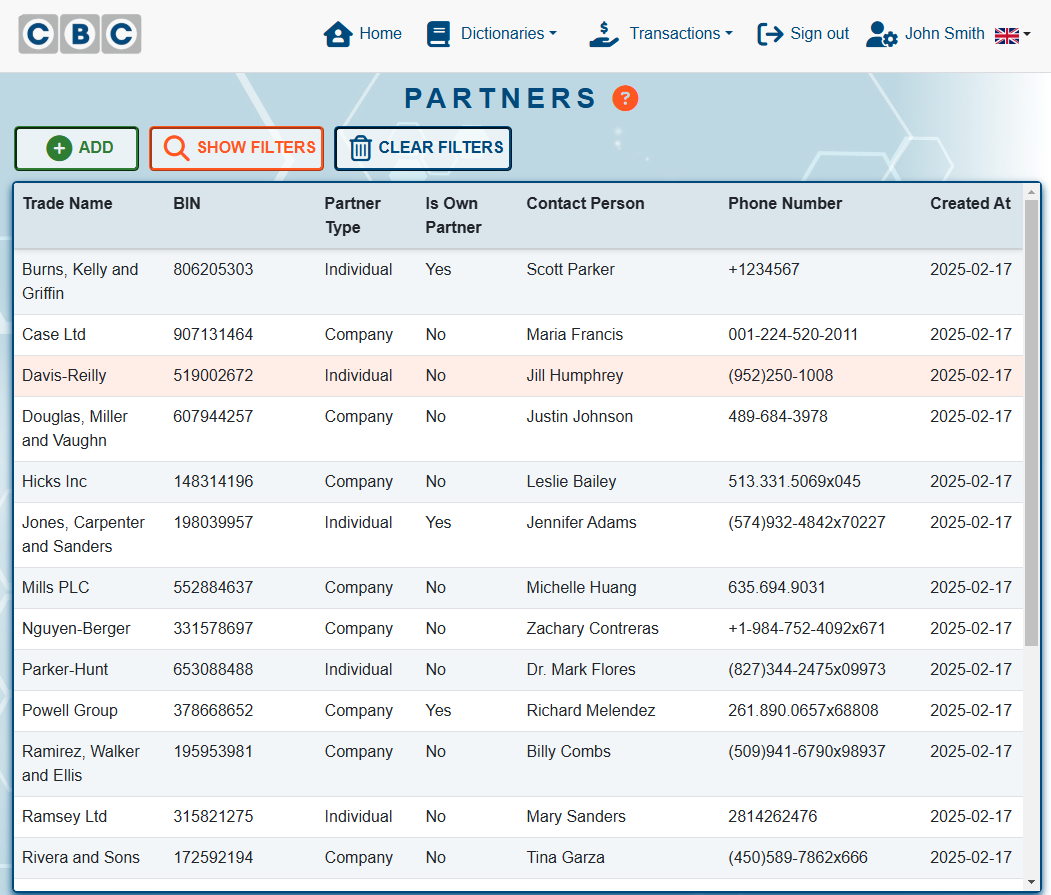 CBC Home Dictionaries Transactions Sign out John Smith
PARTNERS ?
ADD SHOW FILTERS CLEAR FILTERS
Trade Name BIN Partner Type Is Own Partner Contact Person Phone Number Created At
Burns, Kelly and Griffin 806205303 Individual Yes Scott Parker +1234567 2025-02-17
Case Ltd 907131464 Company No Maria Francis 001-224-520-2011 2025-02-17
Davis-Reilly 519002672 Individual No Jill Humphrey (952)250-1008 2025-02-17
Douglas, Miller and Vaughn 607944257 Company No Justin Johnson 489-684-3978 2025-02-17
Hicks Inc 148314196 Company No Leslie Bailey 513.331.5069x045 2025-02-17
Jones, Carpenter and Sanders 198039957 Individual Yes Jennifer Adams (574)932-4842x70227 2025-02-17
Mills PLC 552884637 Company No Michelle Huang 635.694.9031 2025-02-17
Nguyen-Berger 331578697 Company No Zachary Contreras +1-984-752-4092x671 2025-02-17
Parker-Hunt 653088488 Individual No Dr. Mark Flores (827)344-2475x09973 2025-02-17
Powell Group 378668652 Company Yes Richard Melendez 261.890.0657x68808 2025-02-17
Ramirez, Walker and Ellis 195953981 Company No Billy Combs (509)941-6790x98937 2025-02-17
Ramsey Ltd 315821275 Individual No Mary Sanders 2814262476 2025-02-17
Rivera and Sons 172592194 Company No Tina Garza (450)589-7862x666 2025-02-17